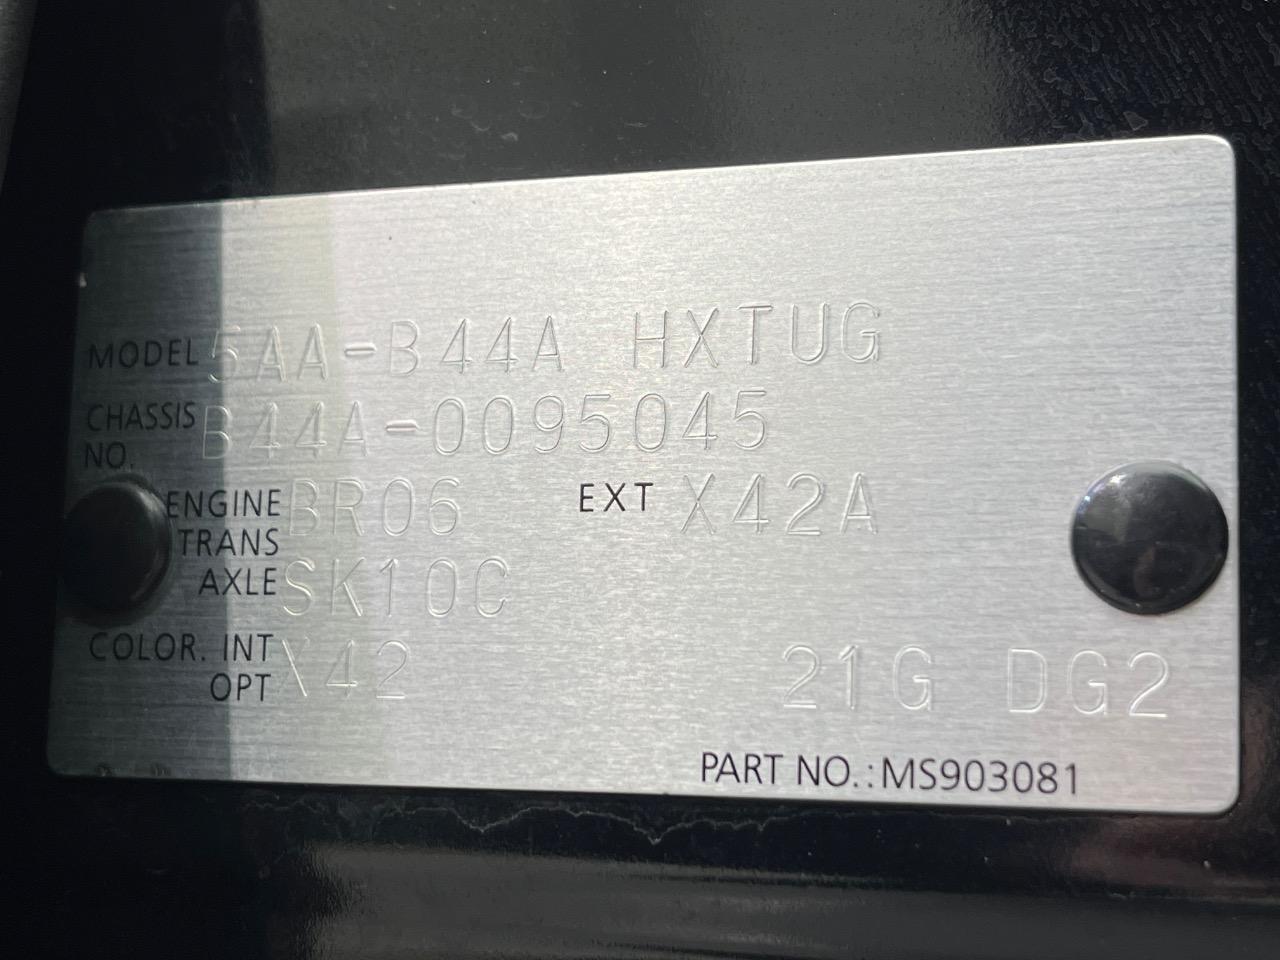 MODEL 5AA-B44A HXTUG
CHASSIS NO. B44A-0095045
ENGINE BR06 EXT X42A
TRANS
AXLE SK10C
COLOR. INT X42 21G DG2
OPT
PART NO.:MS903081